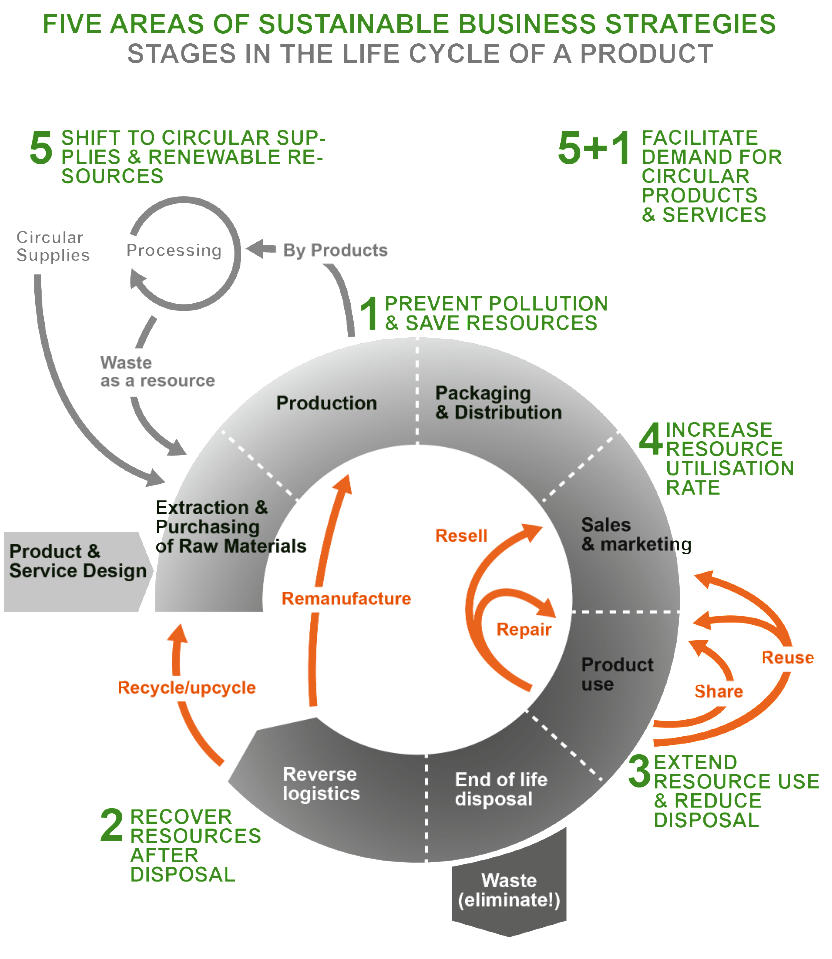 FIVE AREAS OF SUSTAINABLE BUSINESS STRATEGIES
STAGES IN THE LIFE CYCLE OF A PRODUCT
5 SHIFT TO CIRCULAR SUP-
PLIES & RENEWABLE RE-
SOURCES
5+1 FACILITATE
DEMAND FOR
CIRCULAR
PRODUCTS
& SERVICES
Circular
Supplies
Processing
By Products
1 PREVENT POLLUTION
& SAVE RESOURCES
Waste
as a resource
Production
Packaging
& Distribution
4 INCREASE
RESOURCE
UTILISATION
RATE
Extraction &
Purchasing
of Raw Materials
Product &
Service Design
Resell
Sales
& marketing
Remanufacture
Repair
Reuse
Product
use
Share
Recycle/upcycle
Reverse
logistics
End of life
disposal
3 EXTEND
RESOURCE USE
& REDUCE
DISPOSAL
2 RECOVER
RESOURCES
AFTER
DISPOSAL
Waste
(eliminate!)